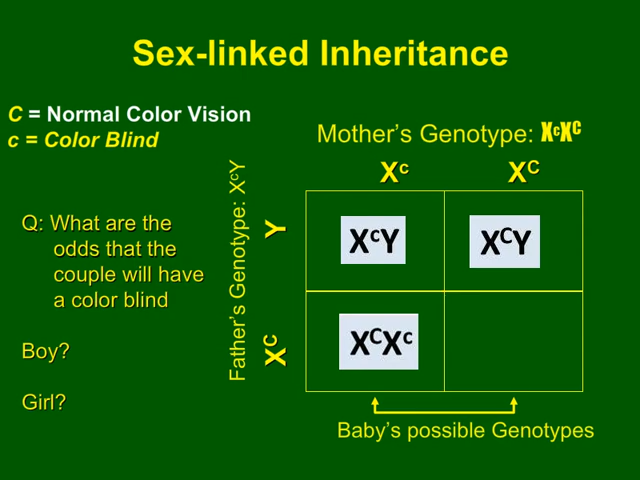 Sex-linked Inheritance
C = Normal Color Vision
c = Color Blind
Mother's Genotype: XcXC
Xc XC
Father's Genotype: XcY
Y
XcY XCY
XC
XCXc
Q: What are the
odds that the
couple will have
a color blind
Boy?
Girl?
Baby's possible Genotypes